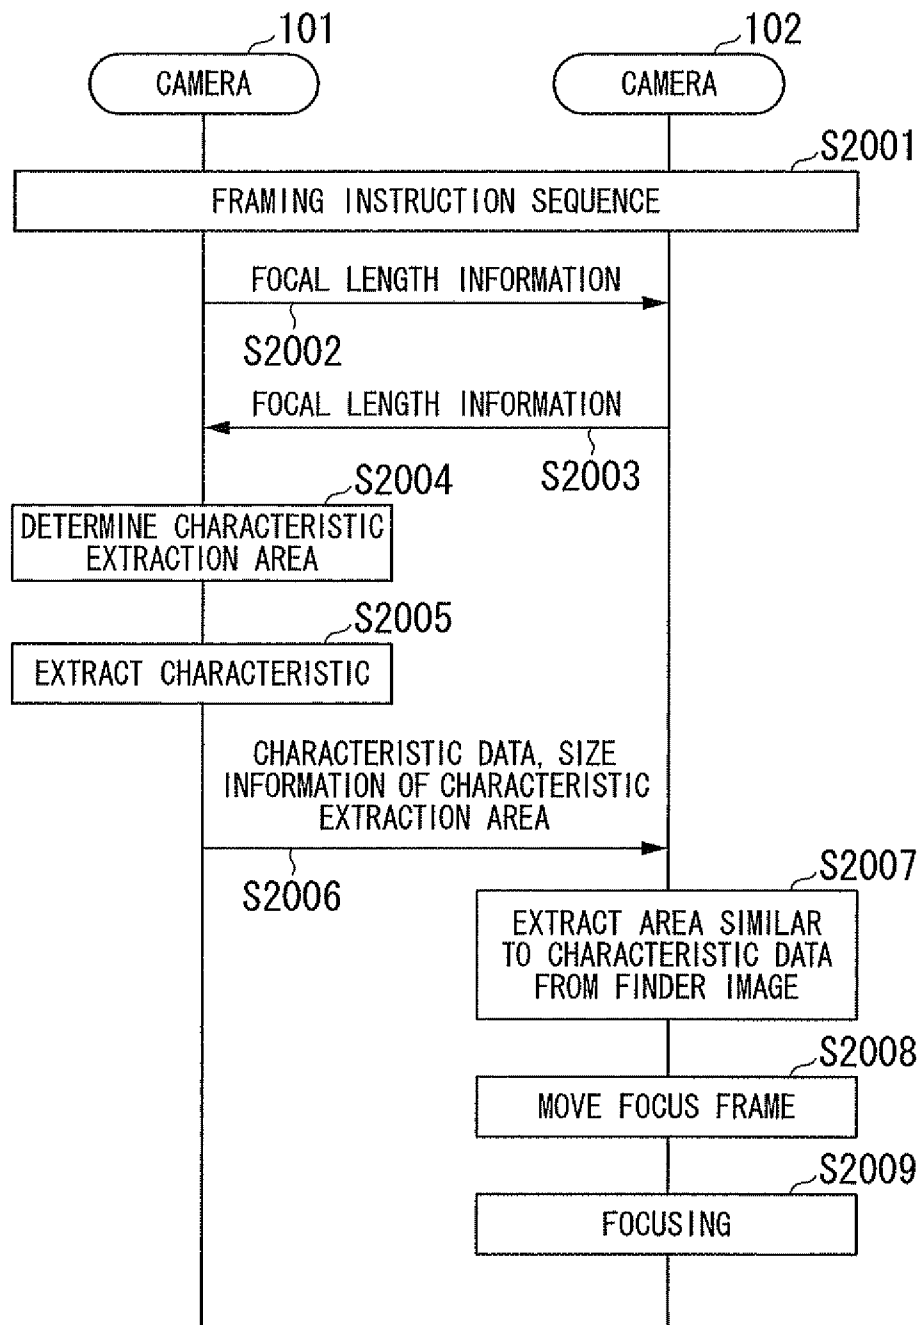 101
102
CAMERA
CAMERA
S2001
FRAMING INSTRUCTION SEQUENCE
FOCAL LENGTH INFORMATION
S2002
FOCAL LENGTH INFORMATION
S2003
S2004
DETERMINE CHARACTERISTIC
EXTRACTION AREA
S2005
EXTRACT CHARACTERISTIC
CHARACTERISTIC DATA, SIZE
INFORMATION OF CHARACTERISTIC
EXTRACTION AREA
S2006
S2007
EXTRACT AREA SIMILAR
TO CHARACTERISTIC DATA
FROM FINDER IMAGE
S2008
MOVE FOCUS FRAME
S2009
FOCUSING